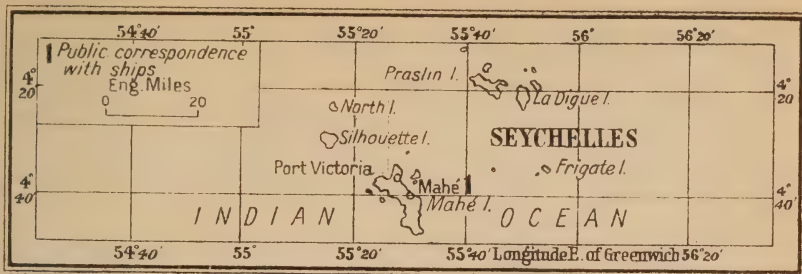 54°40' 55° 55°20' 55°40' 56° 56°20'
1 Public correspondence
with ships
Eng. Miles
0 20
4°
20'
Praslin I.
La Digue I.
4°
20'
North I.
Silhouette I.
SEYCHELLES
Port Victoria
Frigate I.
Mahé 1
Mahé I.
4°
40'
4°
40'
INDIAN OCEAN
54°40' 55° 55°20' 55°40' Longitude E. of Greenwich 56°20'